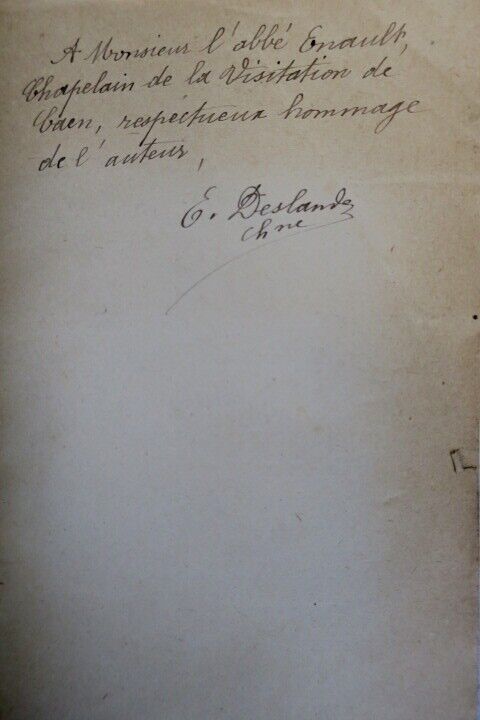 A Monsieur l'abbé Enault,
Chapelain de la Visitation de
Caen, respectueux hommage
de l'auteur,
E. Deslandes
chne